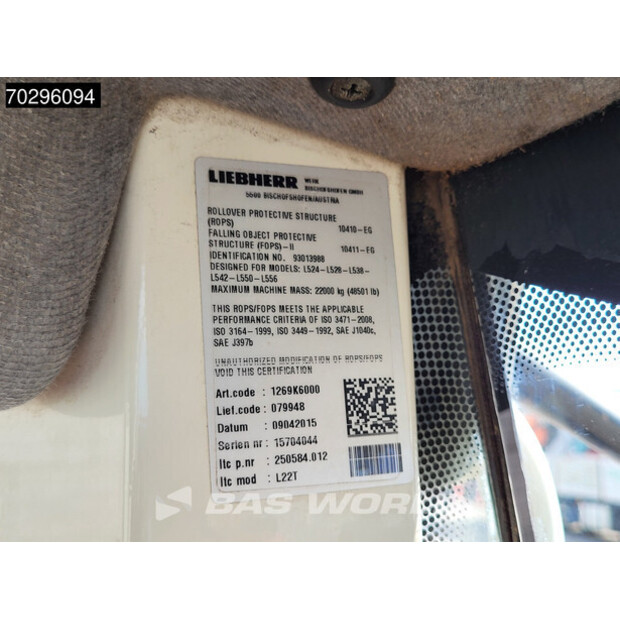 70296094
LIEBHERR WERK BISCHOFSHOFEN GMBH
5500 BISCHOFSHOFEN/AUSTRIA
ROLLOVER PROTECTIVE STRUCTURE
(ROPS) 10410-EG
FALLING OBJECT PROTECTIVE
STRUCTURE (FOPS)-II 10411-EG
IDENTIFICATION NO. 93013988
DESIGNED FOR MODELS: L524-L528-L538-
L542-L550-L556
MAXIMUM MACHINE MASS: 22000 kg (48501 lb)
THIS ROPS/FOPS MEETS THE APPLICABLE
PERFORMANCE CRITERIA OF ISO 3471-2008,
ISO 3164-1999, ISO 3449-1992, SAE J1040c,
SAE J397b
UNAUTHORIZED MODIFICATION OF ROPS/FOPS
VOID THIS CERTIFICATION
Art.code : 1269K6000
Lief.code : 079948
Datum : 09042015
Serien nr : 15704044
Itc p.nr : 250584.012
Itc mod : L22T
BAS WORLD